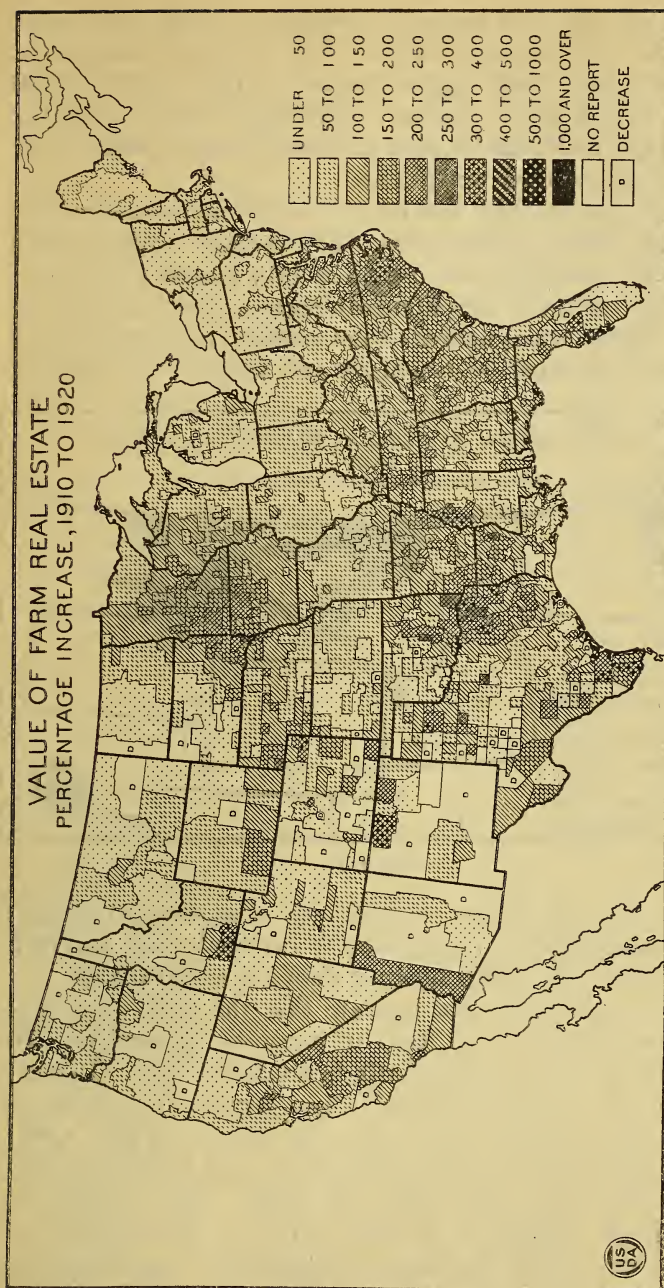 VALUE OF FARM REAL ESTATE
PERCENTAGE INCREASE, 1910 TO 1920
UNDER 50
50 TO 100
100 TO 150
150 TO 200
200 TO 250
250 TO 300
300 TO 400
400 TO 500
500 TO 1000
1,000 AND OVER
NO REPORT
DECREASE
US
DA